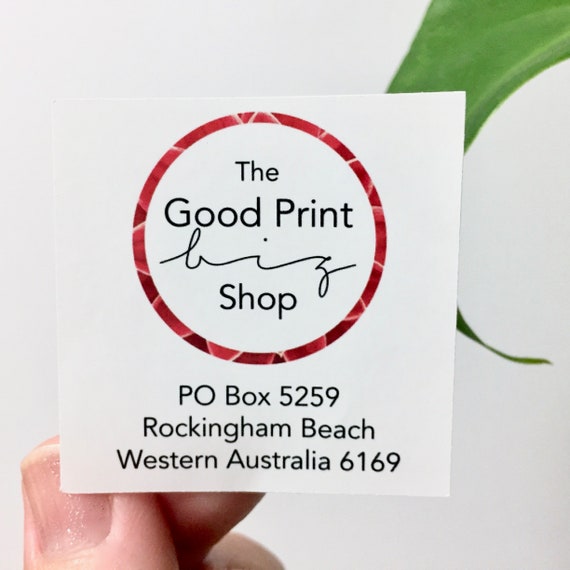 The
Good Print
biz
Shop
PO Box 5259
Rockingham Beach
Western Australia 6169